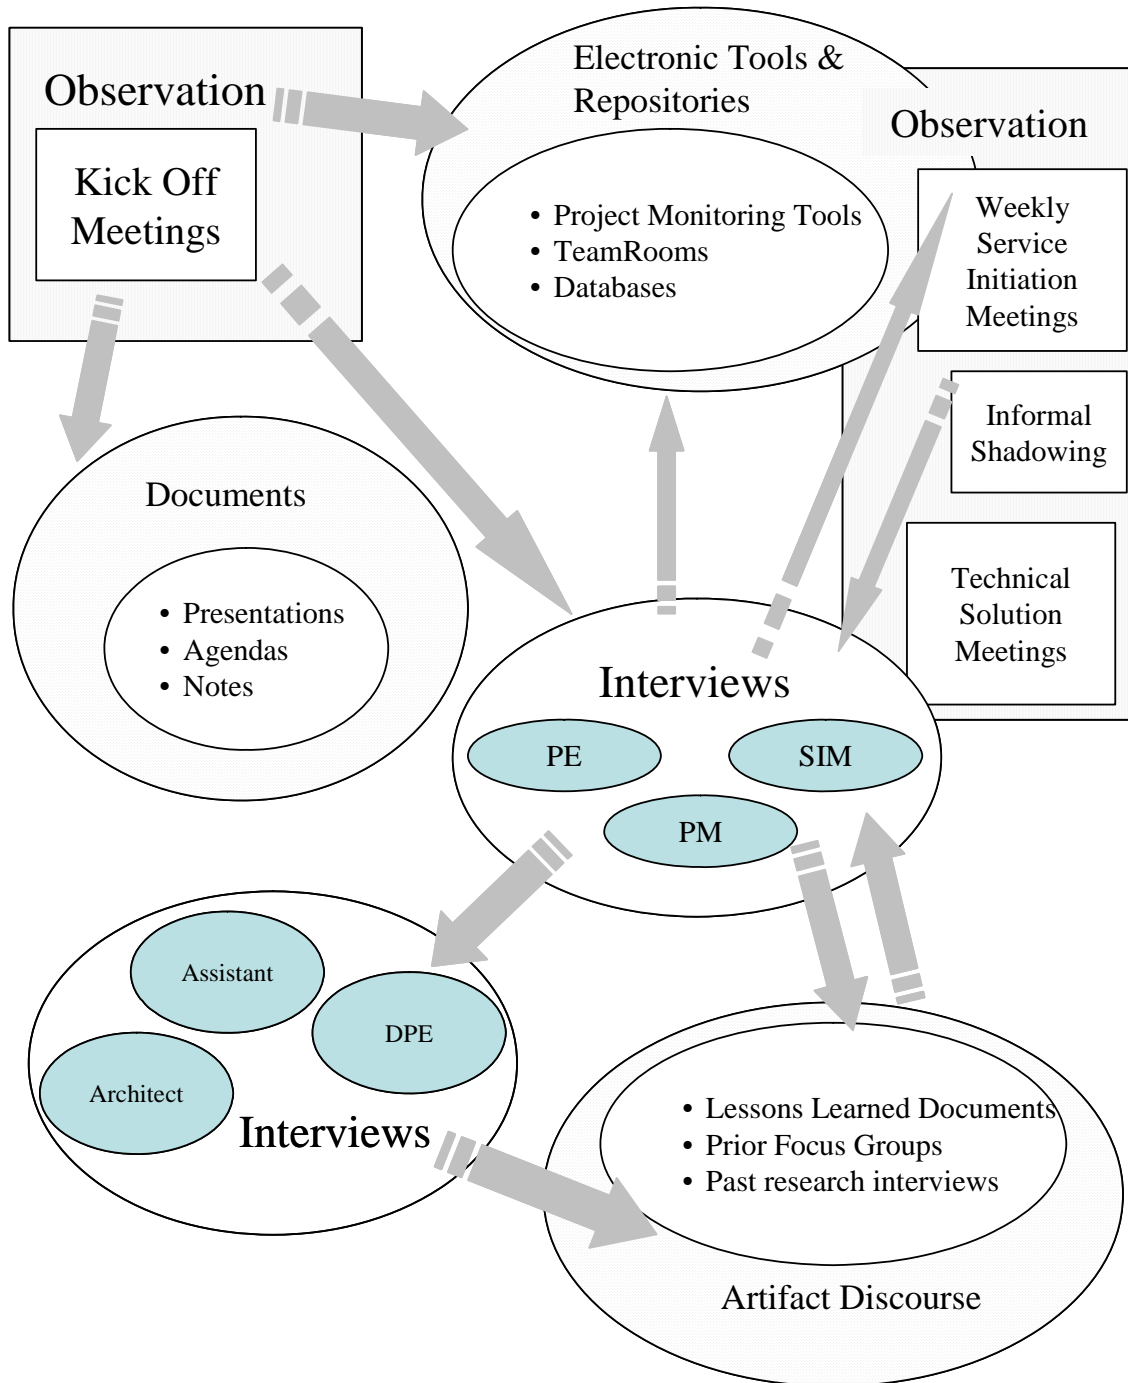 Observation
Kick Off
Meetings
Electronic Tools &
Repositories
• Project Monitoring Tools
• TeamRooms
• Databases
Observation
Weekly
Service
Initiation
Meetings
Informal
Shadowing
Technical
Solution
Meetings
Documents
• Presentations
• Agendas
• Notes
Interviews
PE
SIM
PM
Assistant
DPE
Architect
Interviews
• Lessons Learned Documents
• Prior Focus Groups
• Past research interviews
Artifact Discourse